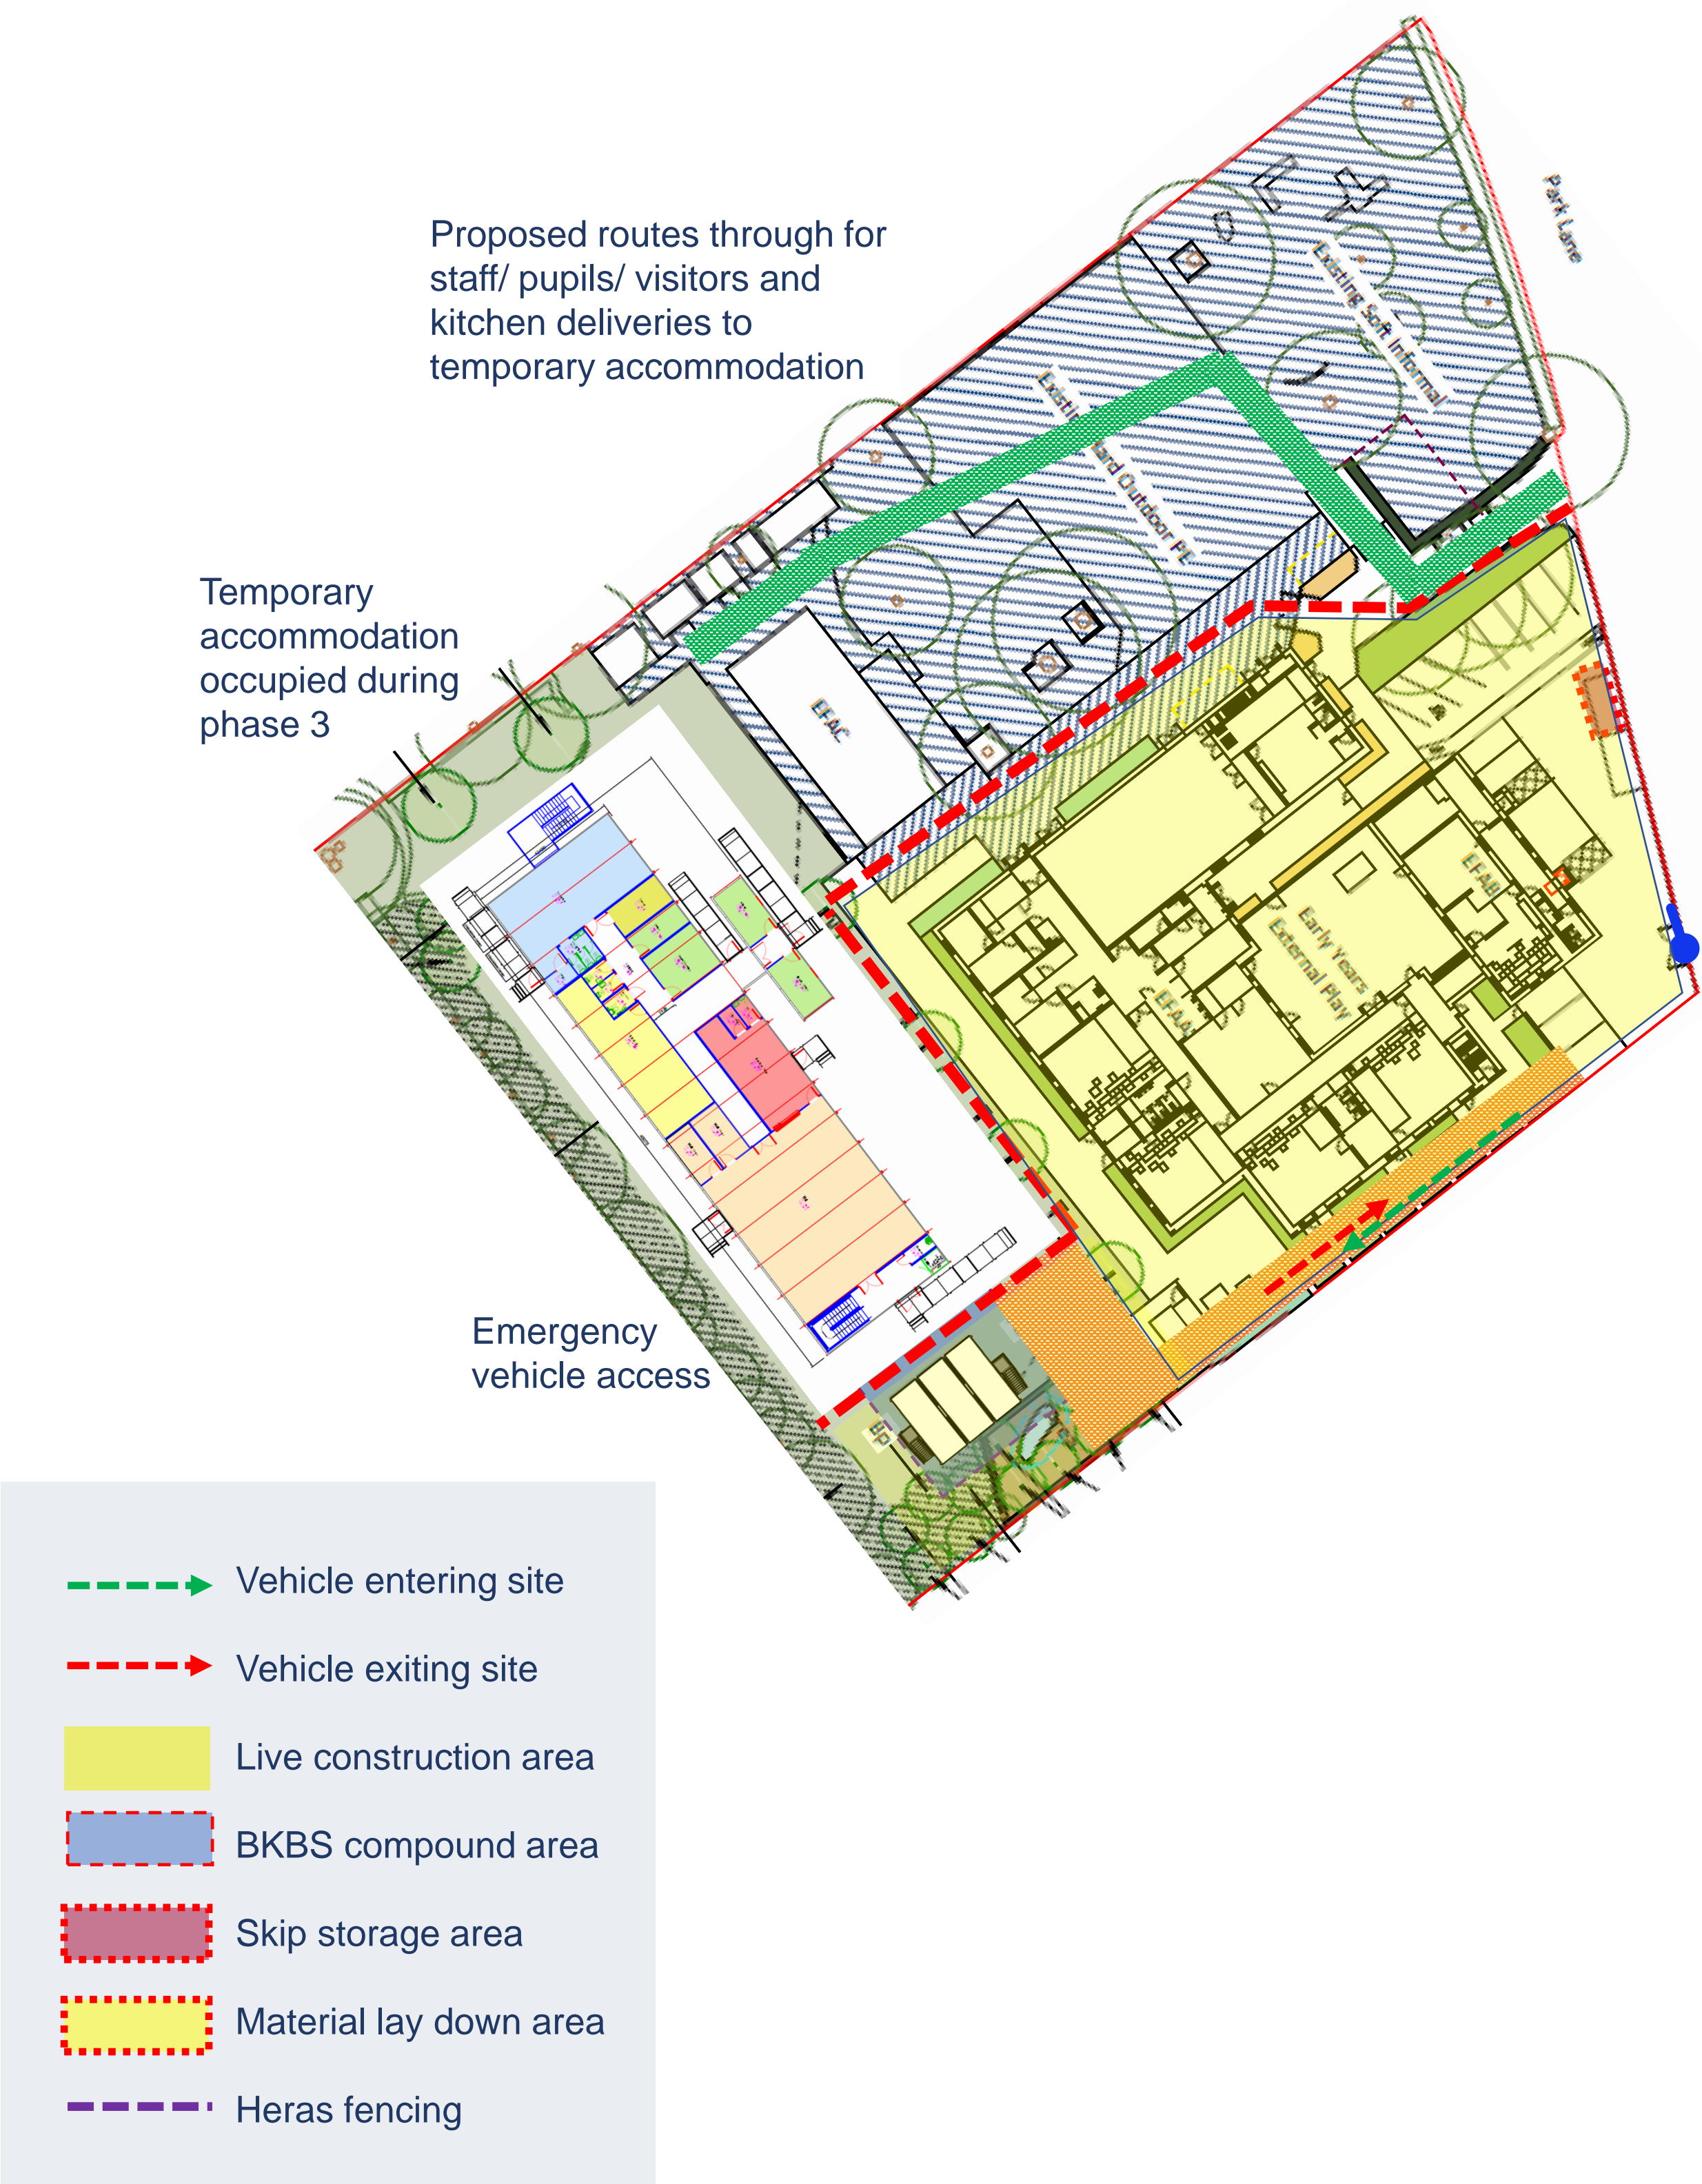 Proposed routes through for
staff/ pupils/ visitors and
kitchen deliveries to
temporary accommodation
Park Lane
Existing Soft Informal
Outdoor PE
Temporary
accommodation
occupied during
phase 3
EFAC
EFAB
Early Years
External Play
EFAA
Emergency
vehicle access
Vehicle entering site
Vehicle exiting site
Live construction area
BKBS compound area
Skip storage area
Material lay down area
Heras fencing